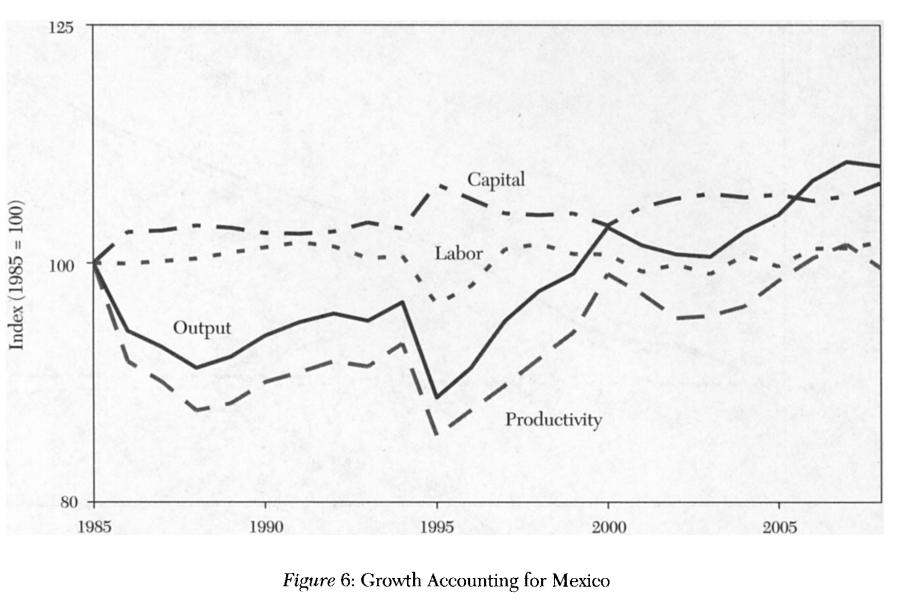 125
Capital
Index (1985 = 100)
Labor
100
Output
Productivity
80
1985 1990 1995 2000 2005
Figure 6: Growth Accounting for Mexico